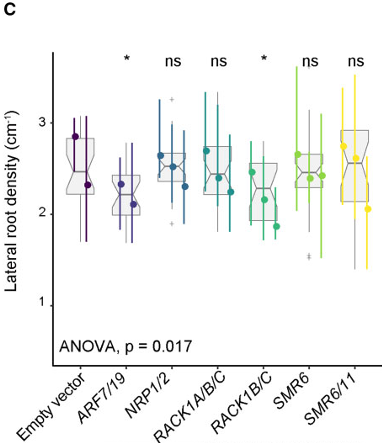 C
* ns ns * ns ns
Lateral root density (cm⁻¹)
3
2
1
ANOVA, p = 0.017
Empty vector
ARF7/19
NRP1/2
RACK1A/B/C
RACK1B/C
SMR6
SMR6/11